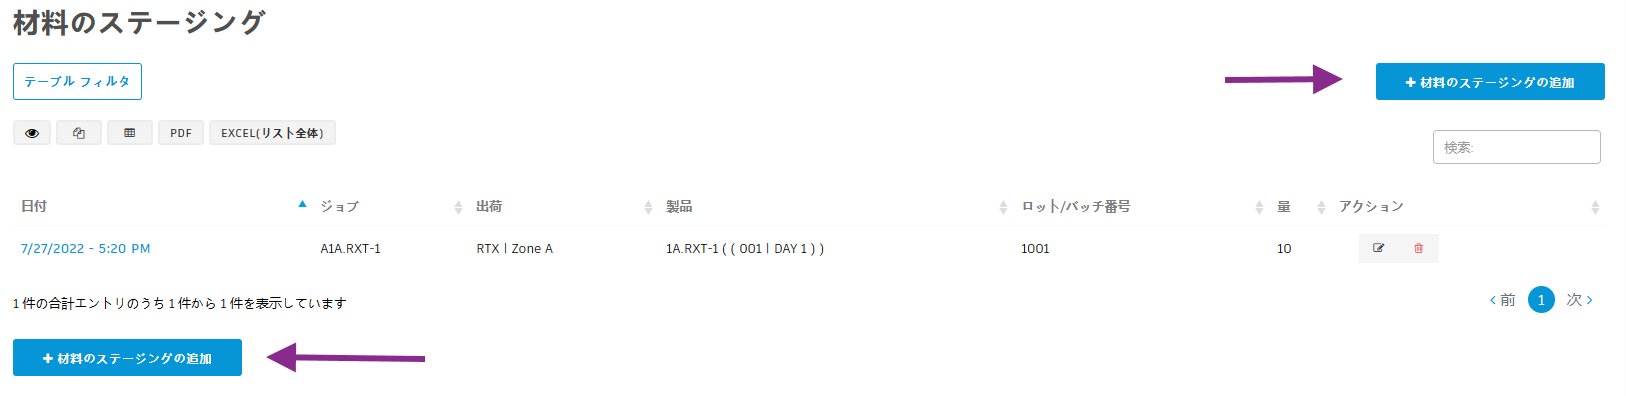 材料のステージング
テーブル フィルタ
+ 材料のステージングの追加
PDF EXCEL(リスト全体)
検索:
日付 ジョブ 出荷 製品 ロット/バッチ番号 量 アクション
7/27/2022 - 5:20 PM A1A.RXT-1 RTX | Zone A 1A.RXT-1 ( ( 001 | DAY 1 ) ) 1001 10
1 件の合計エントリのうち 1 件から 1 件を表示しています
‹ 前 1 次 ›
+ 材料のステージングの追加